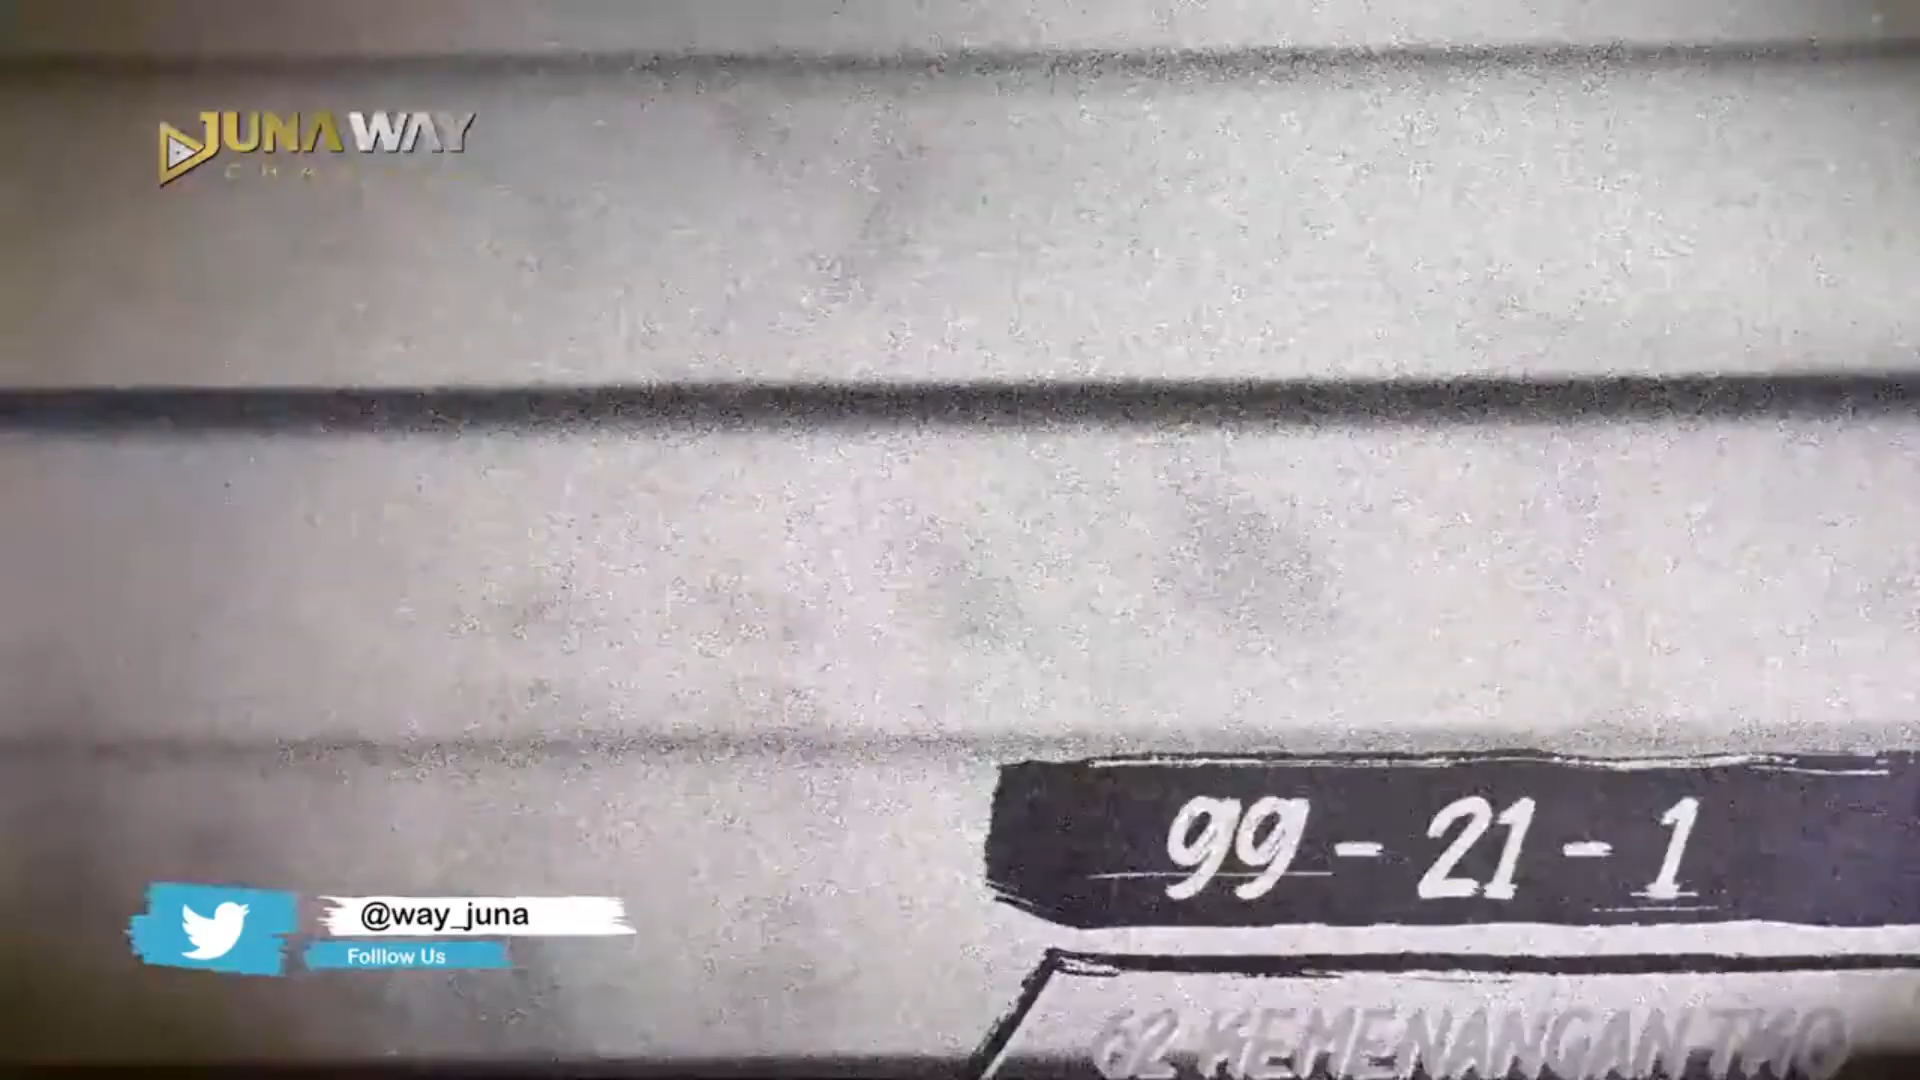 JUNA WAY
99 - 21 - 1
@way_juna
Folllow Us
62 KEMENANGAN TKO